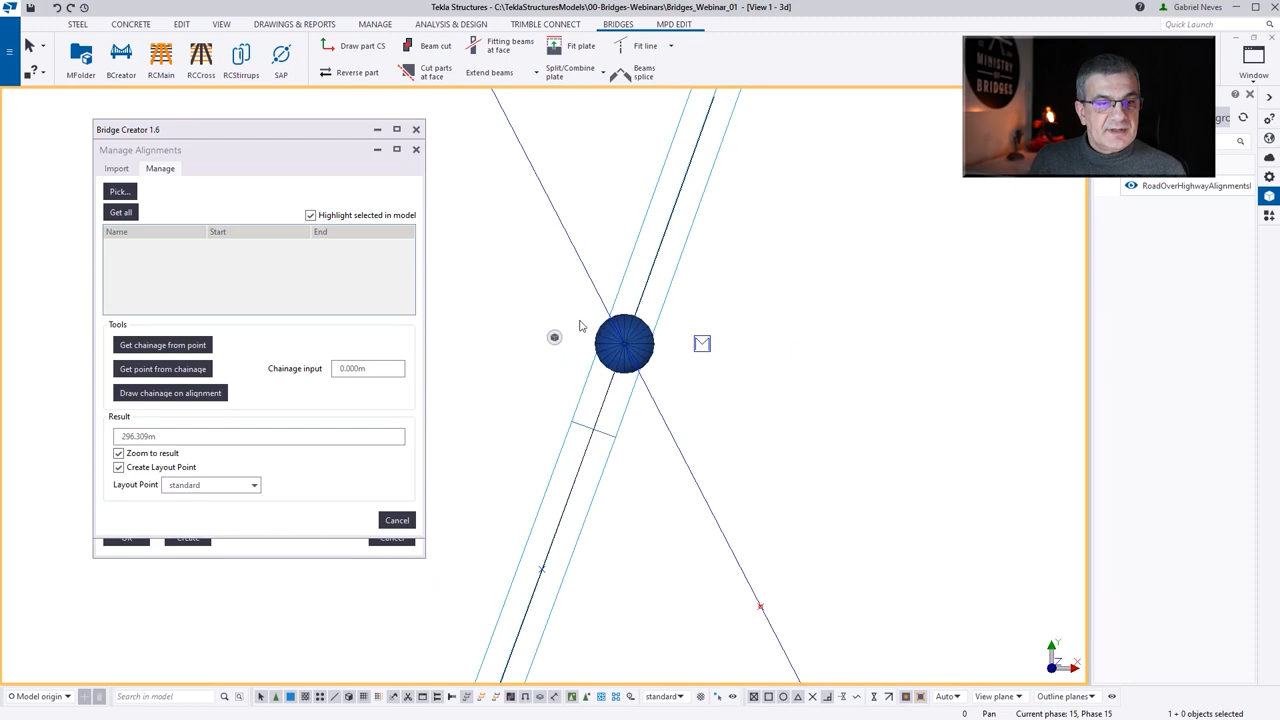 Tekla Structures - C:\TeklaStructuresModels\00-Bridges-Webinars\Bridges_Webinar_01 - [View 1 - 3d]
Gabriel Neves
STEEL CONCRETE EDIT VIEW DRAWINGS & REPORTS MANAGE ANALYSIS & DESIGN TRIMBLE CONNECT BRIDGES MPD EDIT
Quick Launch
Draw part CS Beam cut Fitting beams at face Fit plate Fit line
MFolder BCreator RCMain RCCross RCStirrups SAP Window
Reverse part Cut parts at face Extend beams Split/Combine plate Beams splice
MINISTRY
OF
BRIDGES
Bridge Creator 1.6
Manage Alignments
Import Manage
Pick...
Get all
Highlight selected in model
Name Start End
RoadOverHighwayAlignmentsI
Tools
Get chainage from point
Get point from chainage
Chainage input 0.000m
Draw chainage on alignment
Result
296.309m
Zoom to result
Create Layout Point
Layout Point standard
Cancel
Y
Z X
Model origin Search in model standard Auto View plane Outline planes
0 Pan Current phase: 15, Phase 15 1 + 0 objects selected